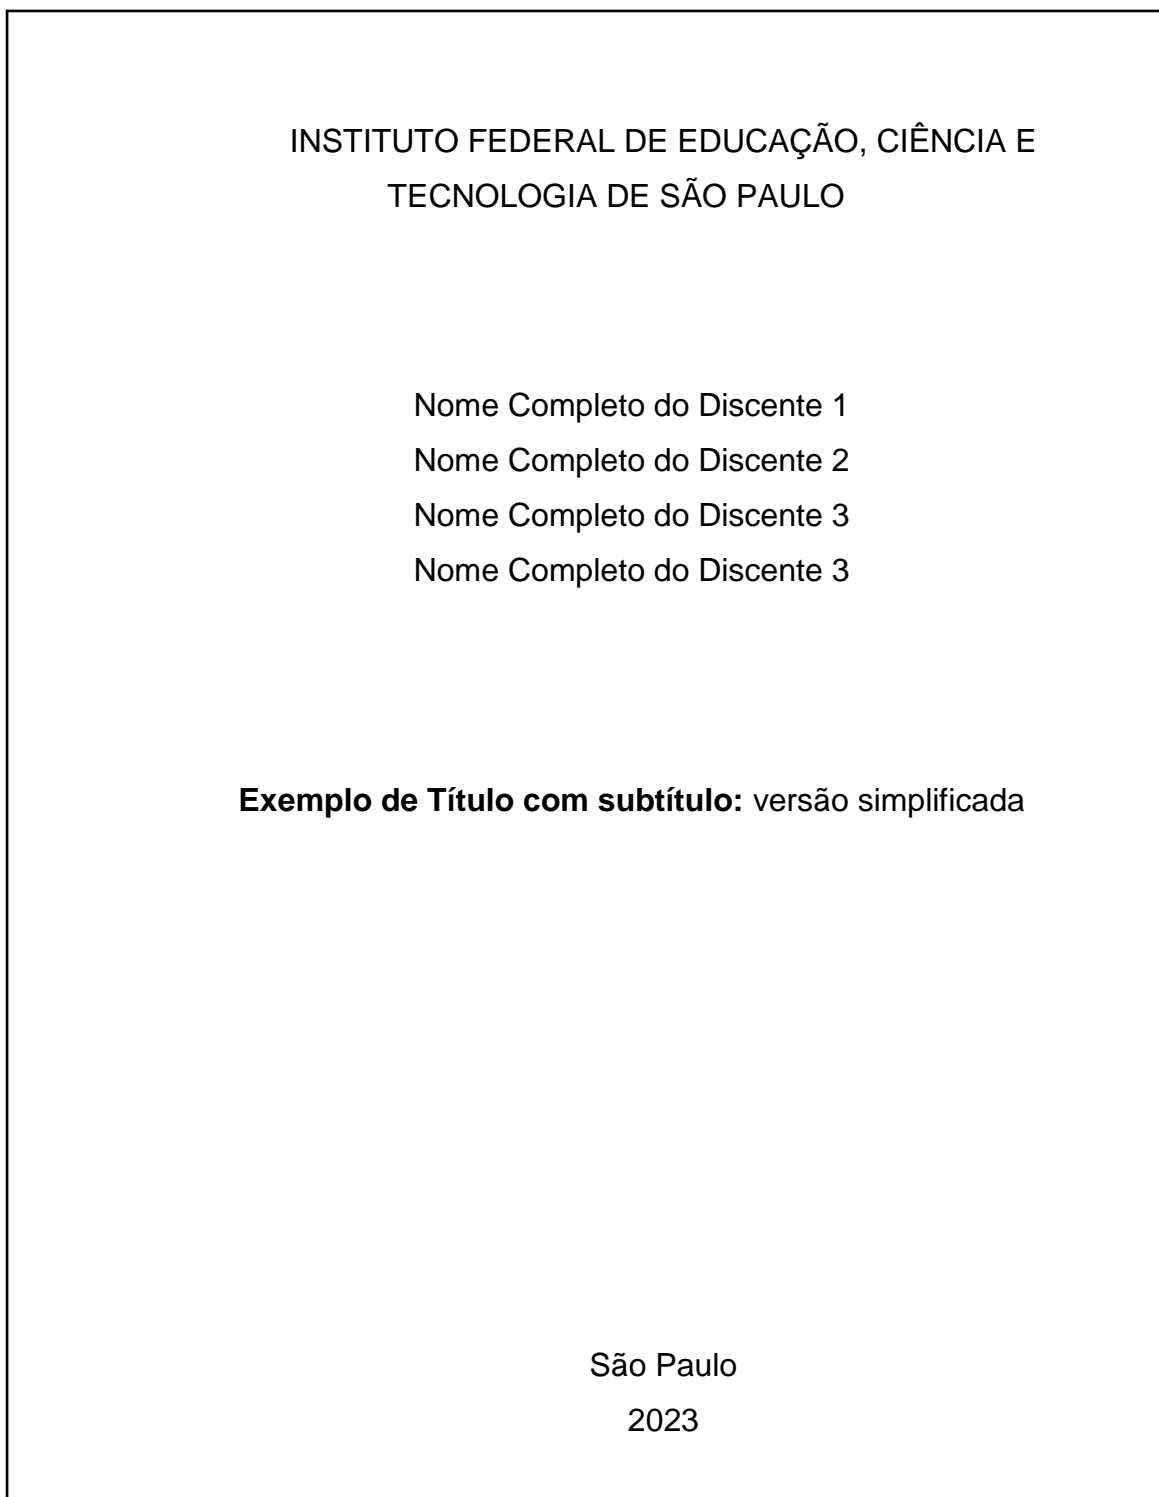 INSTITUTO FEDERAL DE EDUCAÇÃO, CIÊNCIA E
TECNOLOGIA DE SÃO PAULO
Nome Completo do Discente 1
Nome Completo do Discente 2
Nome Completo do Discente 3
Nome Completo do Discente 3
Exemplo de Título com subtítulo: versão simplificada
São Paulo
2023